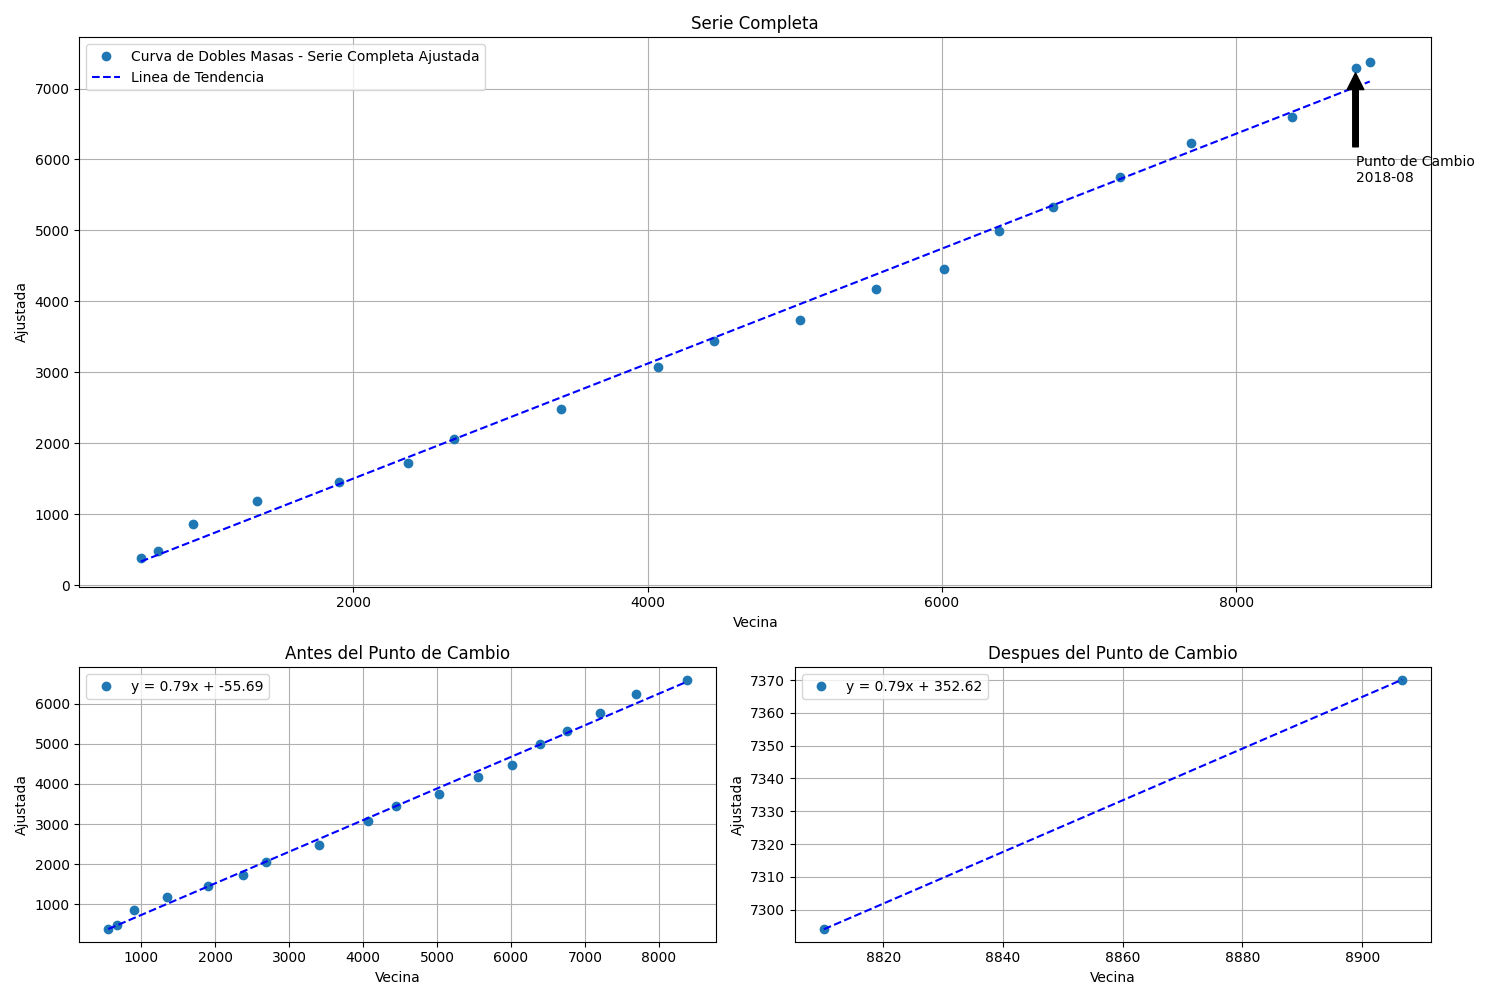 Serie Completa
Curva de Dobles Masas - Serie Completa Ajustada
Linea de Tendencia
7000
6000
5000
4000
3000
2000
1000
0
Ajustada
Punto de Cambio
2018-08
2000
4000
6000
8000
Vecina
Antes del Punto de Cambio
y = 0.79x + -55.69
6000
5000
4000
3000
2000
1000
Ajustada
1000
2000
3000
4000
5000
6000
7000
8000
Vecina
Despues del Punto de Cambio
y = 0.79x + 352.62
7370
7360
7350
7340
7330
7320
7310
7300
Ajustada
8820
8840
8860
8880
8900
Vecina